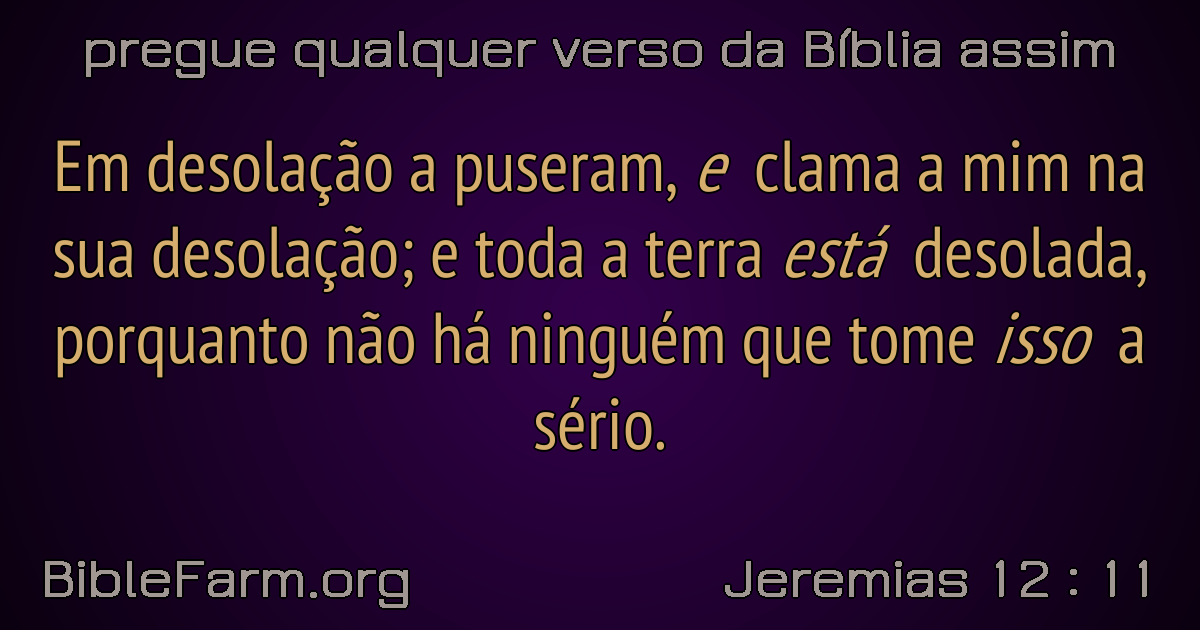 pregue qualquer verso da Bíblia assim
Em desolação a puseram, e clama a mim na
sua desolação; e toda a terra está desolada,
porquanto não há ninguém que tome isso a
sério.
BibleFarm.org
Jeremias 12 : 11